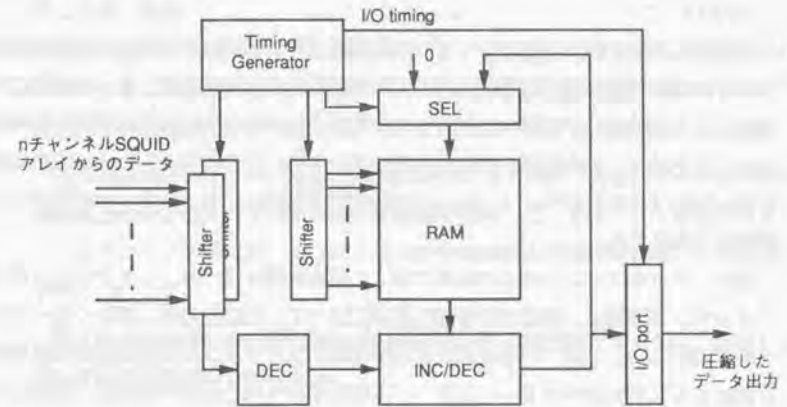 I/O timing
Timing
Generator
0
SEL
nチャンネルSQUID
アレイからのデータ
Shifter
Shifter
Shifter
RAM
I/O port
DEC
INC/DEC
圧縮した
データ出力